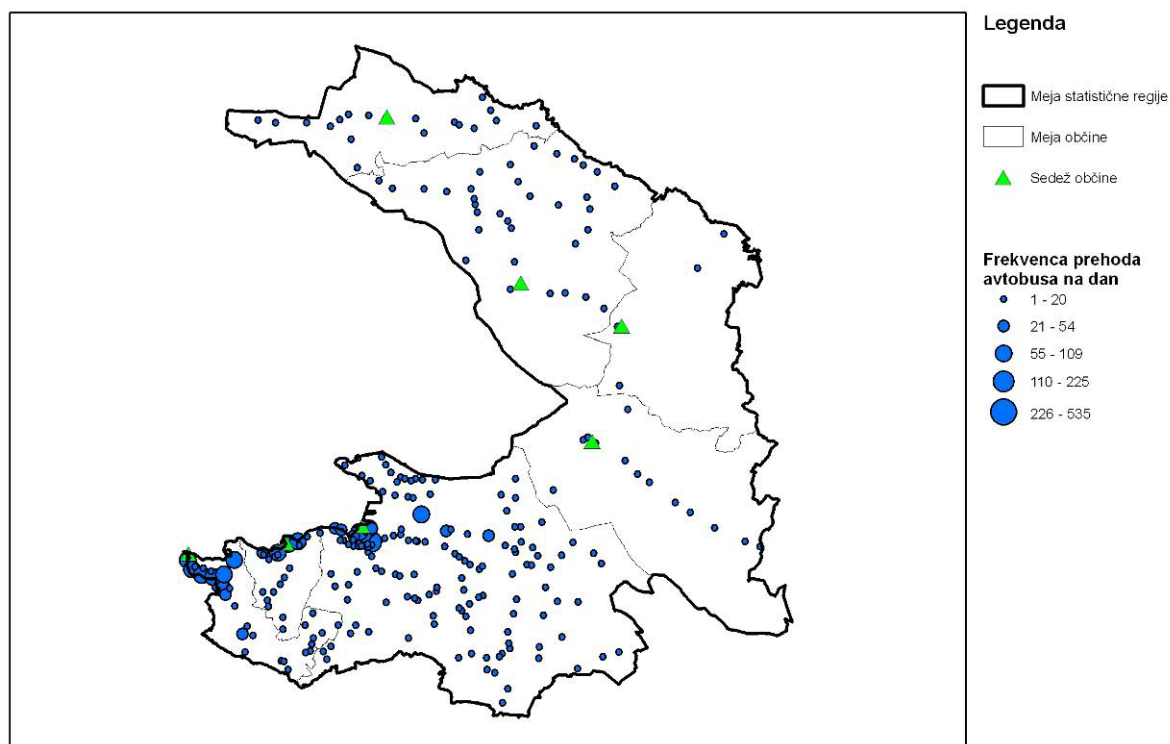 Legenda
Meja statistične regije
Meja občine
Sedež občine
Frekvenca prehoda
avtobusa na dan
1 - 20
21 - 54
55 - 109
110 - 225
226 - 535